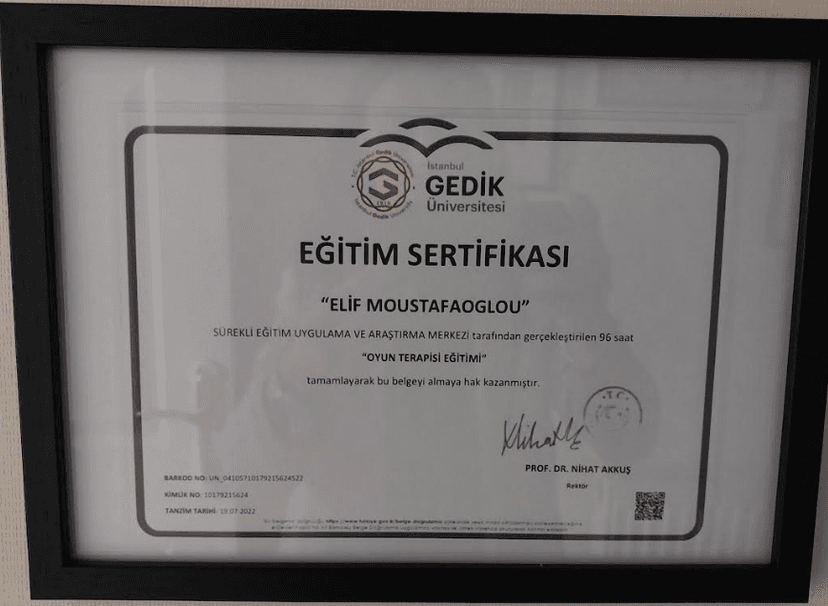 İstanbul
GEDİK
Üniversitesi
EĞİTİM SERTİFİKASI
“ELİF MOUSTAFAOGLOU”
SÜREKLİ EĞİTİM UYGULAMA VE ARAŞTIRMA MERKEZİ tarafından gerçekleştirilen 96 saat
“OYUN TERAPİSİ EĞİTİMİ”
tamamlayarak bu belgeyi almaya hak kazanmıştır.
T.C.
PROF. DR. NİHAT AKKUŞ
Rektör
BARKOD NO: UN_04105710179215624522
KİMLİK NO: 10179215624
TANZİM TARİHİ: 19.07.2022